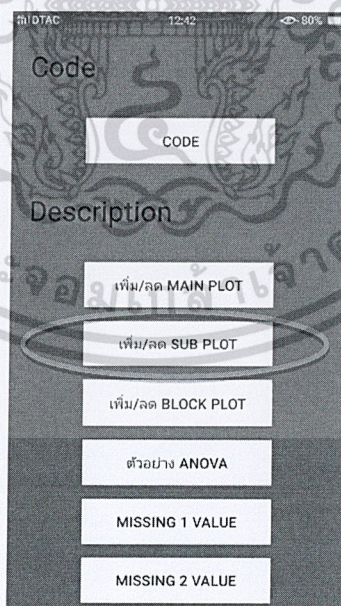 DTAC 12:42 80%
Code
CODE
Description
เพิ่ม/ลด MAIN PLOT
เพิ่ม/ลด SUB PLOT
เพิ่ม/ลด BLOCK PLOT
ตัวอย่าง ANOVA
MISSING 1 VALUE
MISSING 2 VALUE